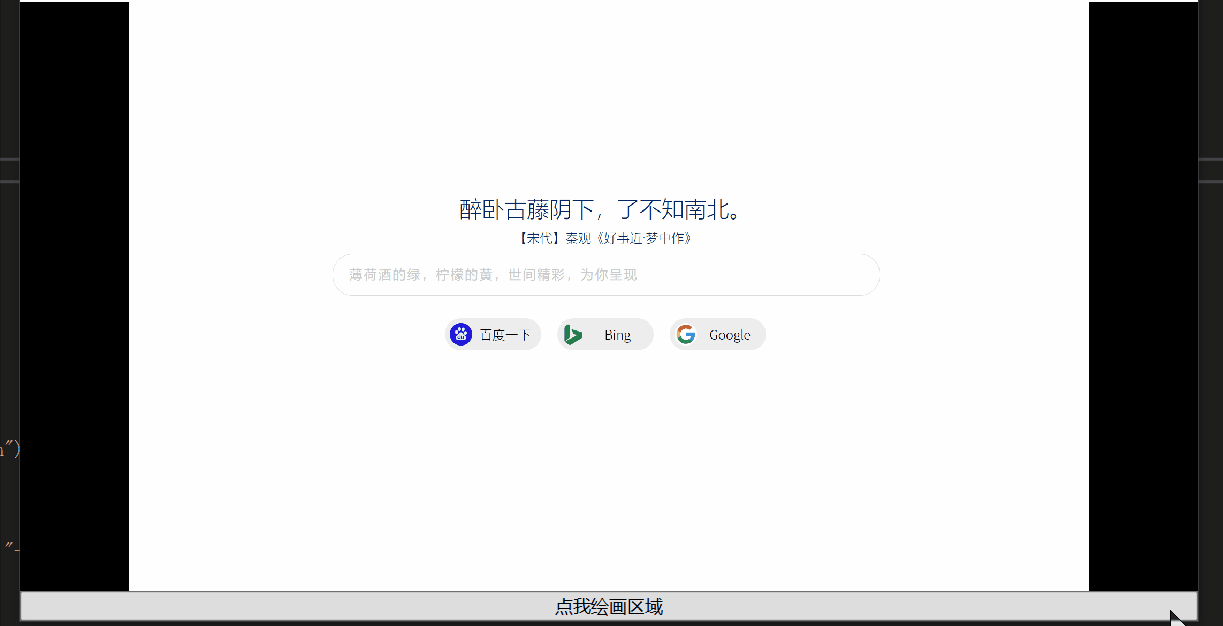 醉卧古藤阴下，了不知南北。
【宋代】秦观《好事近·梦中作》
薄荷酒的绿，柠檬的黄，世间精彩，为你呈现
百度一下 Bing Google
")
"-
点我绘画区域